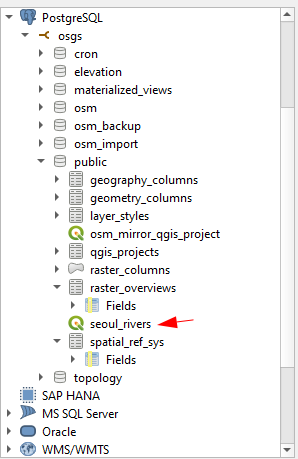 PostgreSQL
osgs
cron
elevation
materialized_views
osm
osm_backup
osm_import
public
geography_columns
geometry_columns
layer_styles
osm_mirror_qgis_project
qgis_projects
raster_columns
raster_overviews
Fields
seoul_rivers
spatial_ref_sys
Fields
topology
SAP HANA
MS SQL Server
Oracle
WMS/WMTS